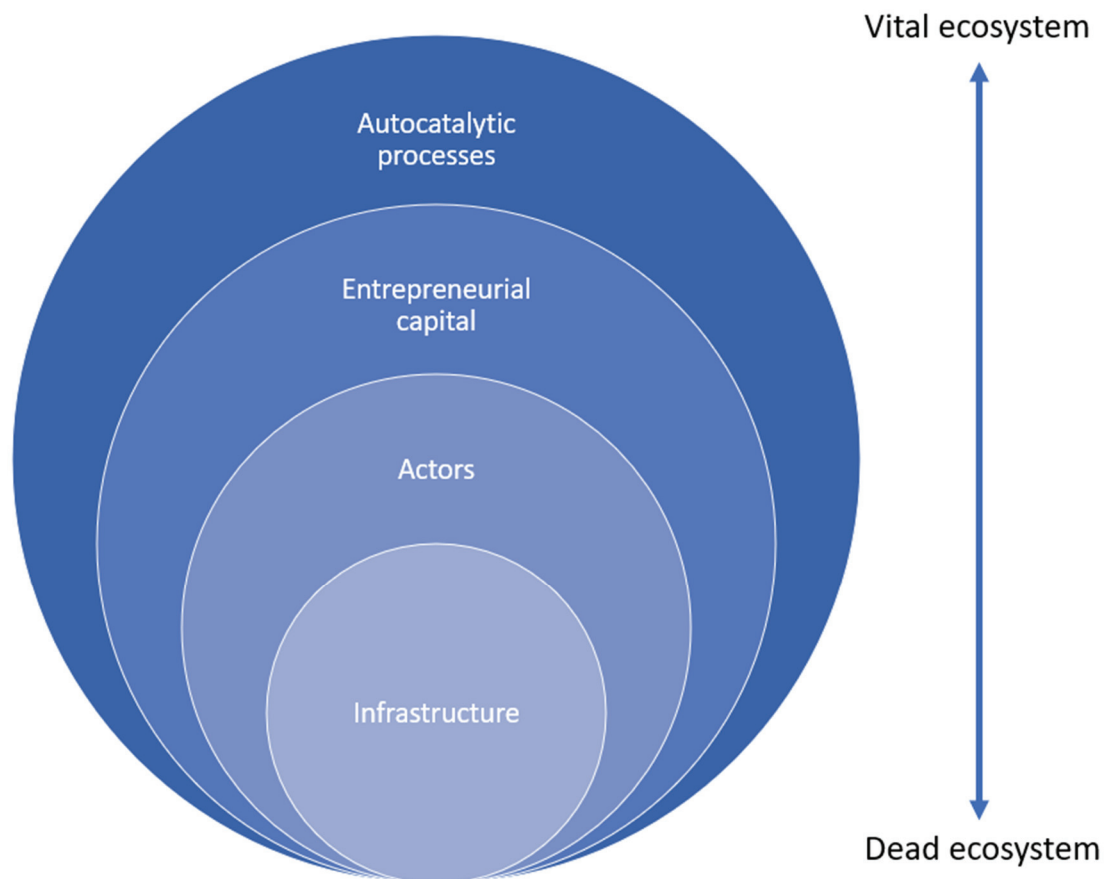 Vital ecosystem
Autocatalytic
processes
Entrepreneurial
capital
Actors
Infrastructure
Dead ecosystem